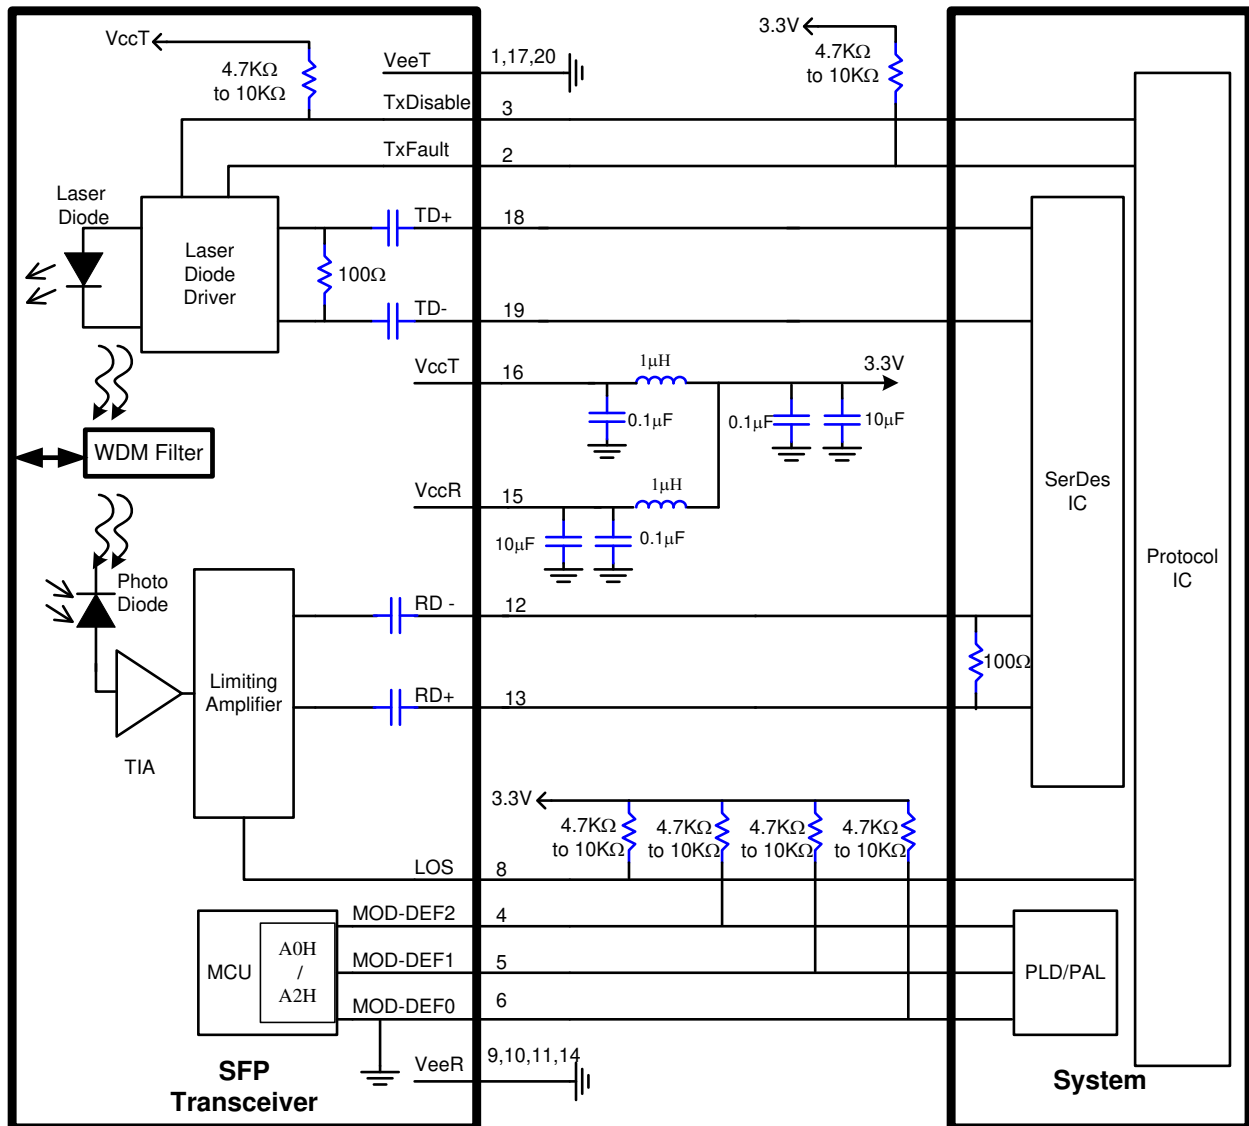 VccT
4.7KΩ
to 10KΩ
VeeT
1,17,20
3.3V
4.7KΩ
to 10KΩ
TxDisable
3
TxFault
2
Laser
Diode
Laser
Diode
Driver
TD+
18
100Ω
TD-
19
VccT
16
1μH
3.3V
0.1μF
0.1μF
10μF
WDM Filter
VccR
15
1μH
10μF
0.1μF
SerDes
IC
Protocol
IC
Photo
Diode
RD -
12
Limiting
Amplifier
100Ω
RD+
13
TIA
3.3V
4.7KΩ
to 10KΩ
4.7KΩ
to 10KΩ
4.7KΩ
to 10KΩ
4.7KΩ
to 10KΩ
LOS
8
MOD-DEF2
4
MCU
A0H
/
A2H
MOD-DEF1
5
PLD/PAL
MOD-DEF0
6
VeeR
9,10,11,14
SFP
Transceiver
System